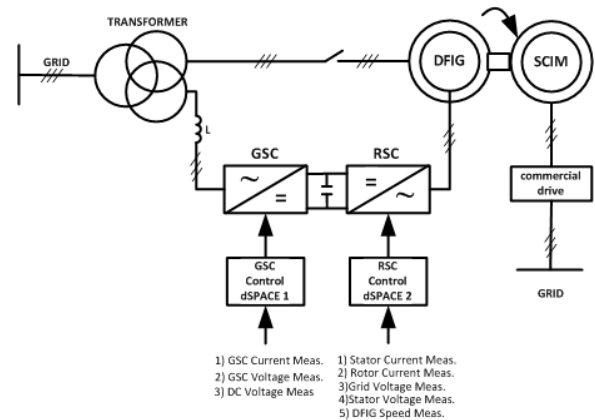 TRANSFORMER
GRID
DFIG
SCIM
L
GSC
RSC
~
=
=
~
commercial
drive
GSC
Control
dSPACE 1
RSC
Control
dSPACE 2
GRID
1) GSC Current Meas.
2) GSC Voltage Meas.
3) DC Voltage Meas
1) Stator Current Meas.
2) Rotor Current Meas.
3)Grid Voltage Meas.
4)Stator Voltage Meas.
5) DFIG Speed Meas.